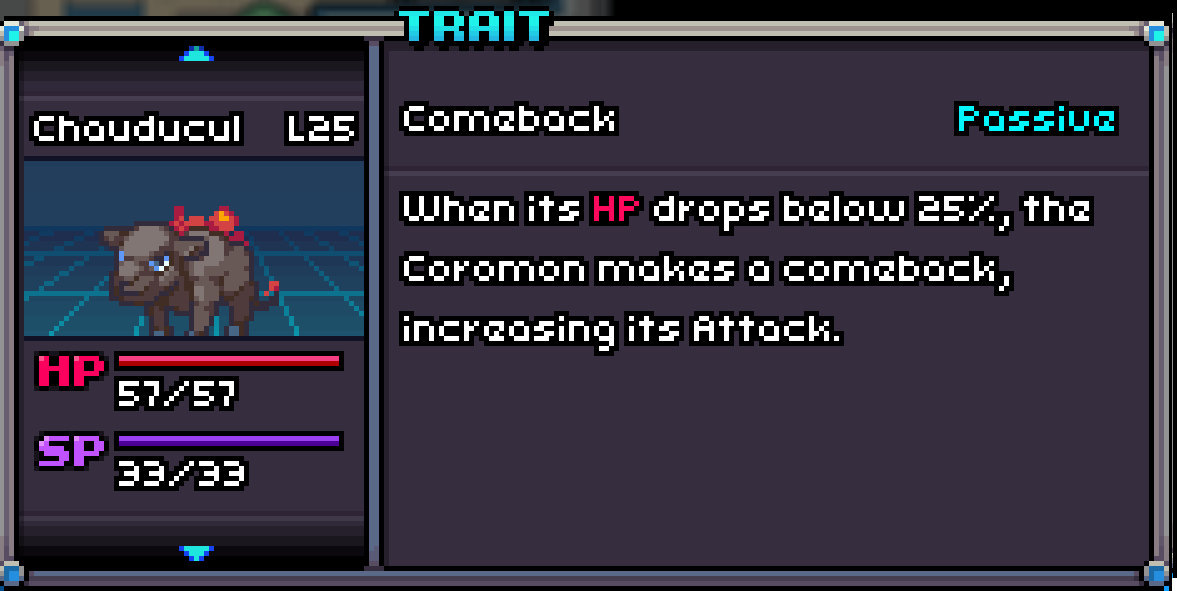 TRAIT
Chauducul L25
HP
57/57
SP
33/33
Comeback Passive
When its HP drops below 25%, the
Coromon makes a comeback,
increasing its Attack.